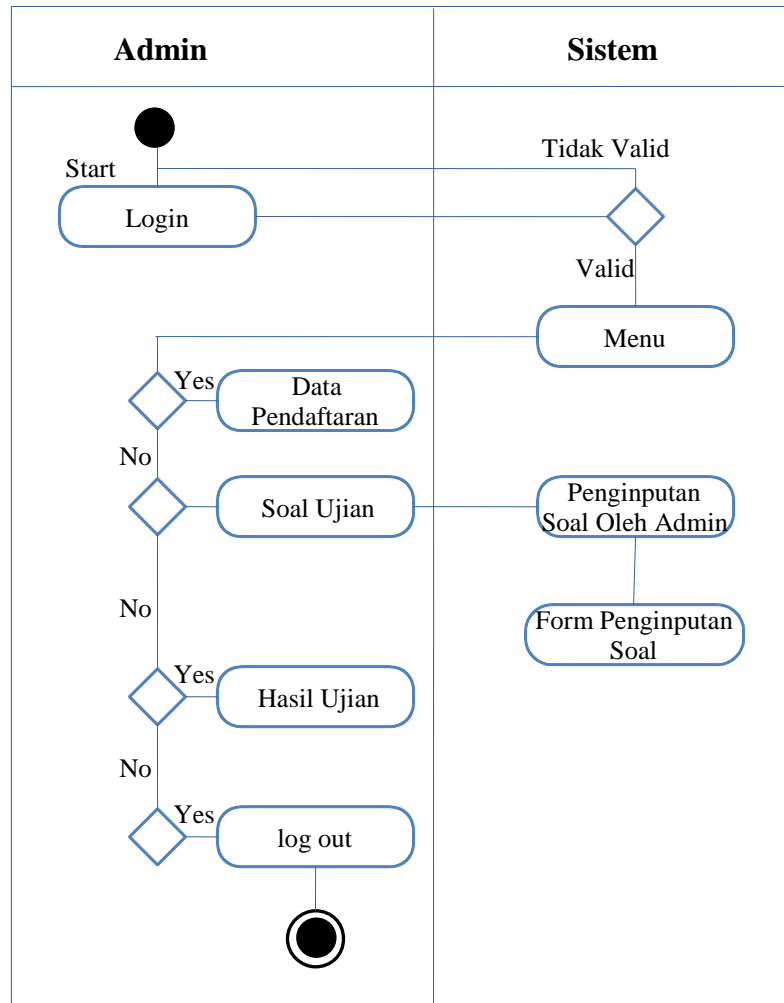 Admin
Sistem
Tidak Valid
Start
Login
Valid
Menu
Yes
Data
Pendaftaran
No
Soal Ujian
Penginputan
Soal Oleh Admin
No
Form Penginputan
Soal
Yes
Hasil Ujian
No
Yes
log out